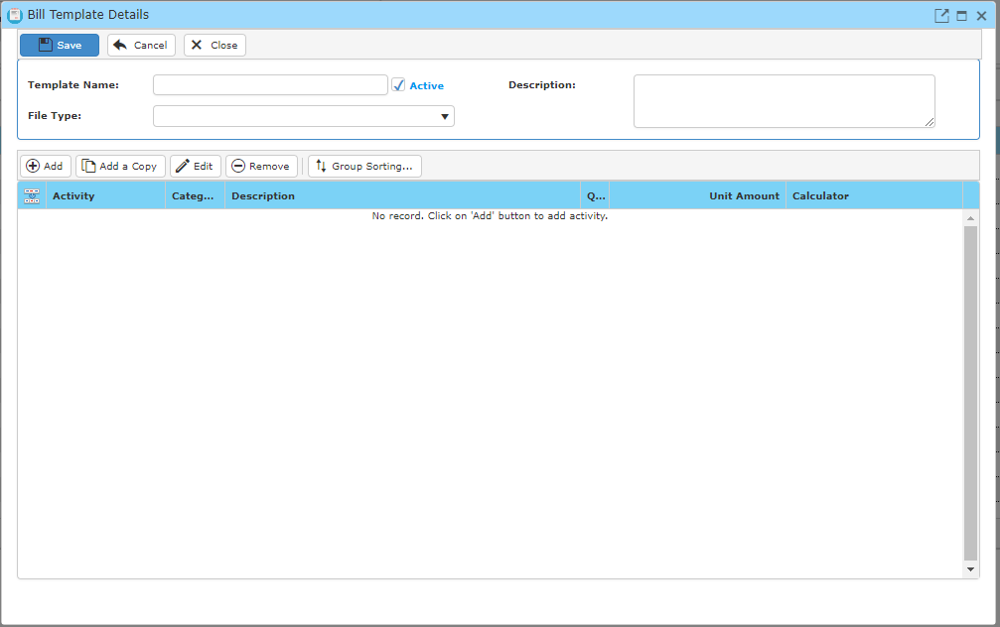 Bill Template Details
Save Cancel Close
Template Name: Active Description:
File Type:
Add Add a Copy Edit Remove Group Sorting...
Activity Categ... Description Q... Unit Amount Calculator
No record. Click on 'Add' button to add activity.